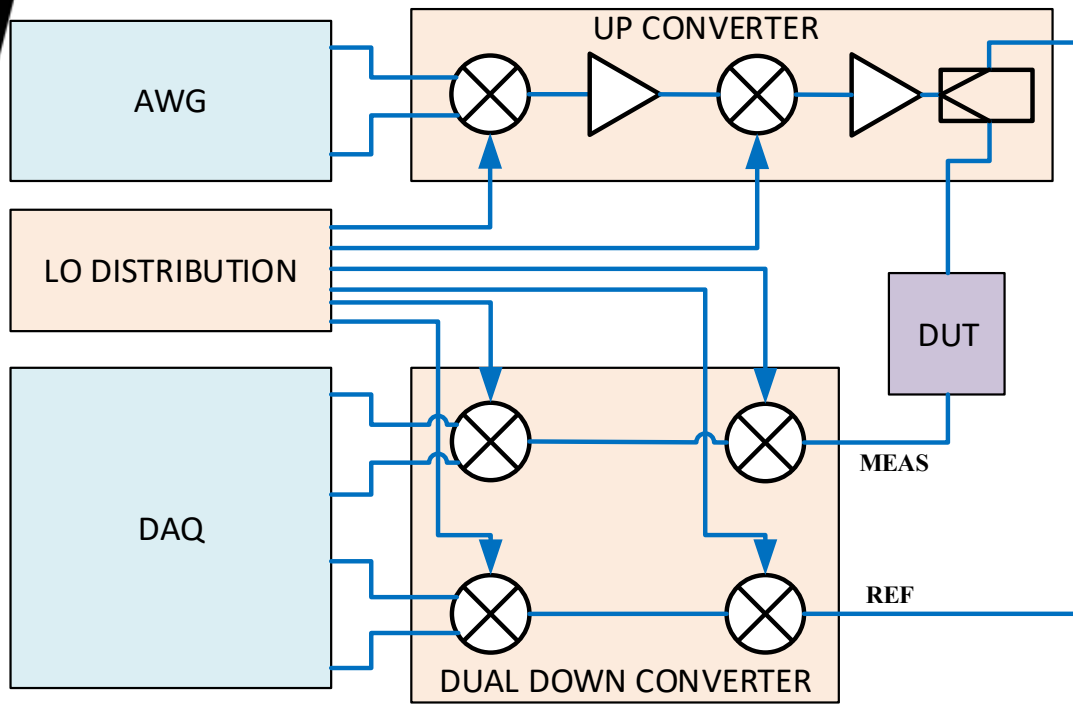 UP CONVERTER
AWG
LO DISTRIBUTION
DUT
MEAS
DAQ
REF
DUAL DOWN CONVERTER